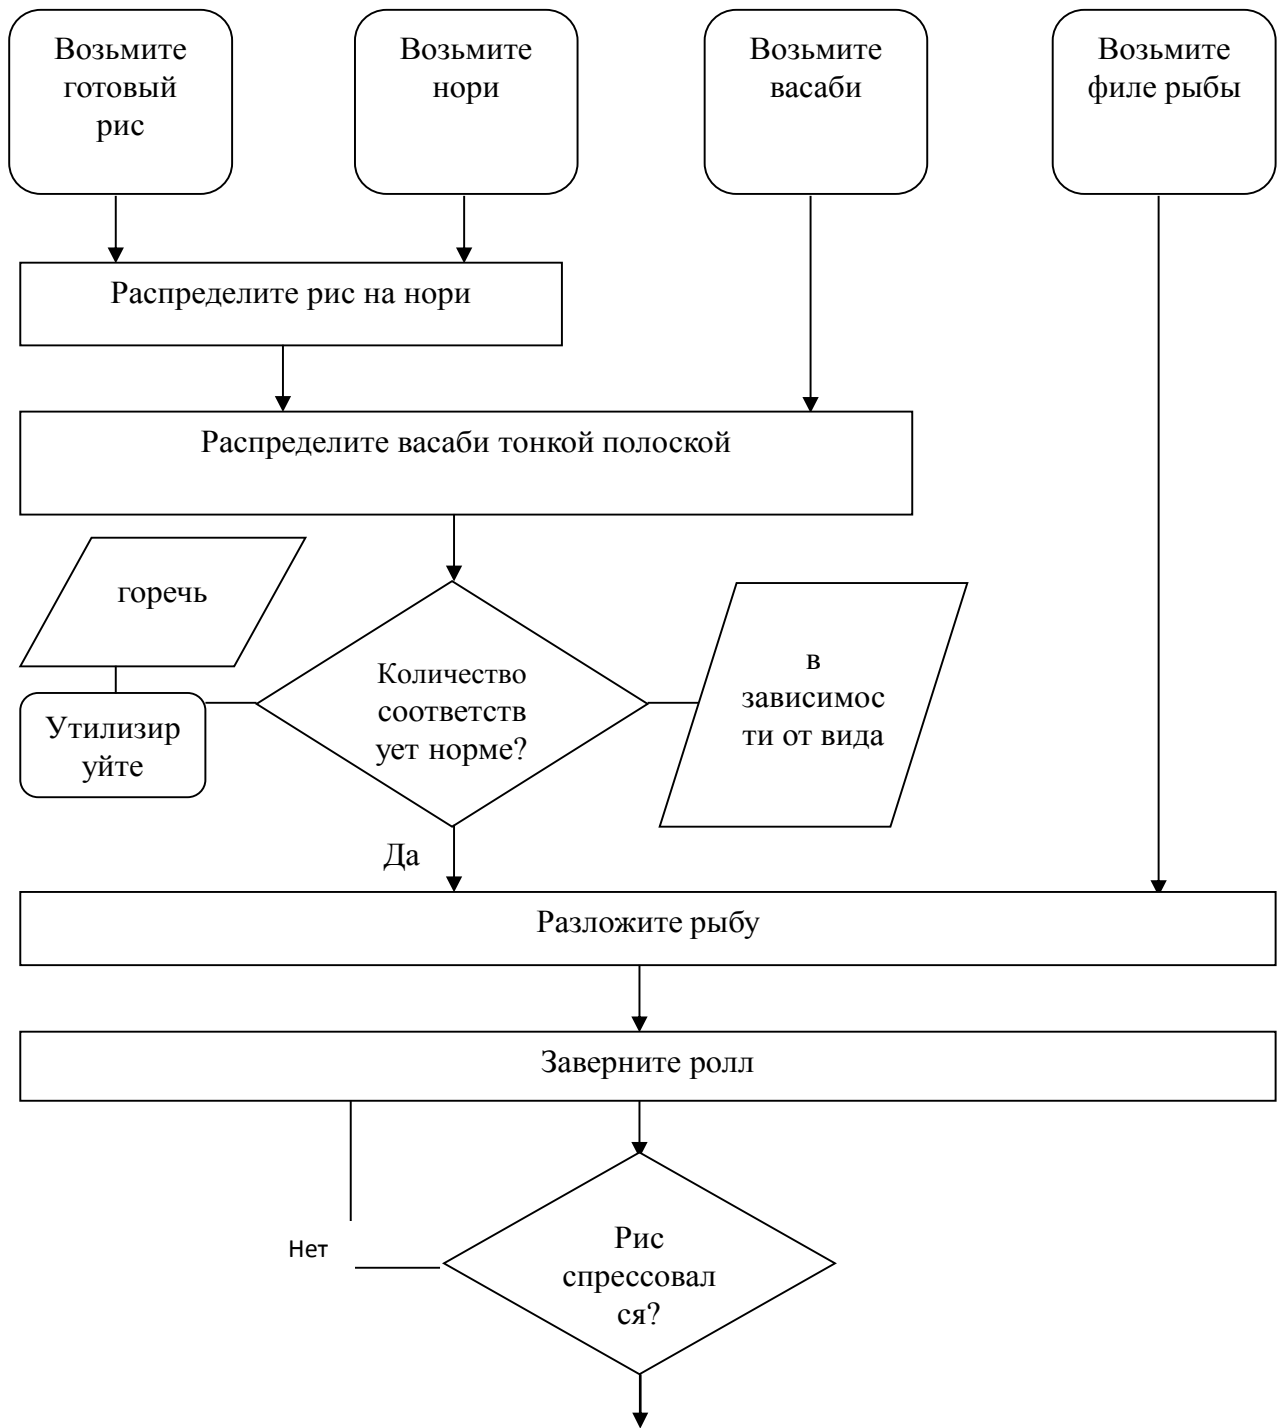 Возьмите
готовый
рис
Возьмите
нори
Возьмите
васаби
Возьмите
филе рыбы
Распределите рис на нори
Распределите васаби тонкой полоской
горечь
Утилизир
уйте
Количество
соответств
ует норме?
в
зависимос
ти от вида
Да
Разложите рыбу
Заверните ролл
Нет
Рис
спрессовал
ся?